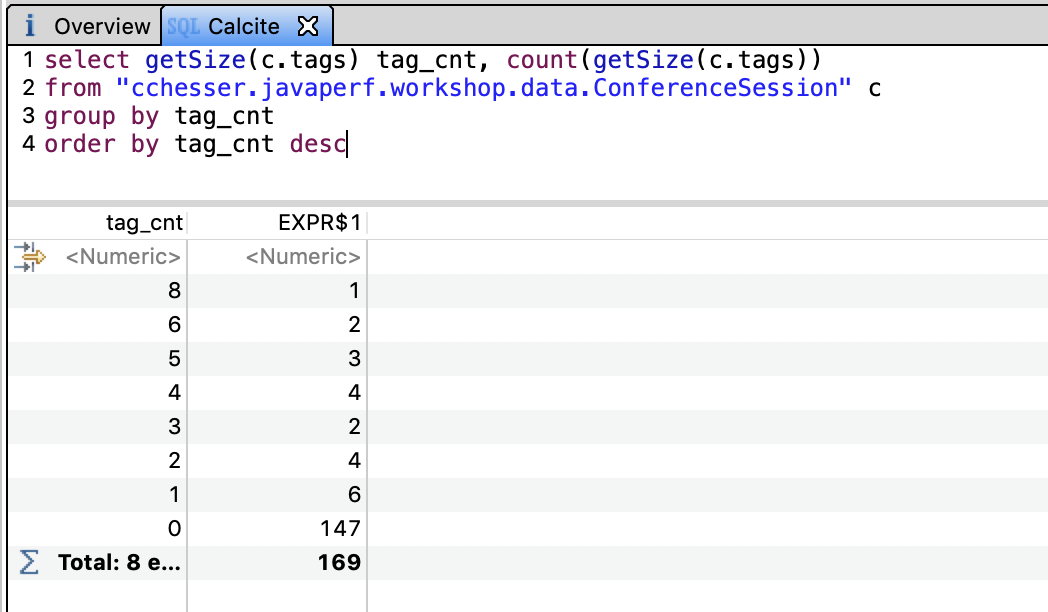 i Overview SQL Calcite
1 select getSize(c.tags) tag_cnt, count(getSize(c.tags))
2 from "cchesser.javaperf.workshop.data.ConferenceSession" c
3 group by tag_cnt
4 order by tag_cnt desc
tag_cnt EXPR$1
<Numeric> <Numeric>
8 1
6 2
5 3
4 4
3 2
2 4
1 6
0 147
Σ Total: 8 e... 169